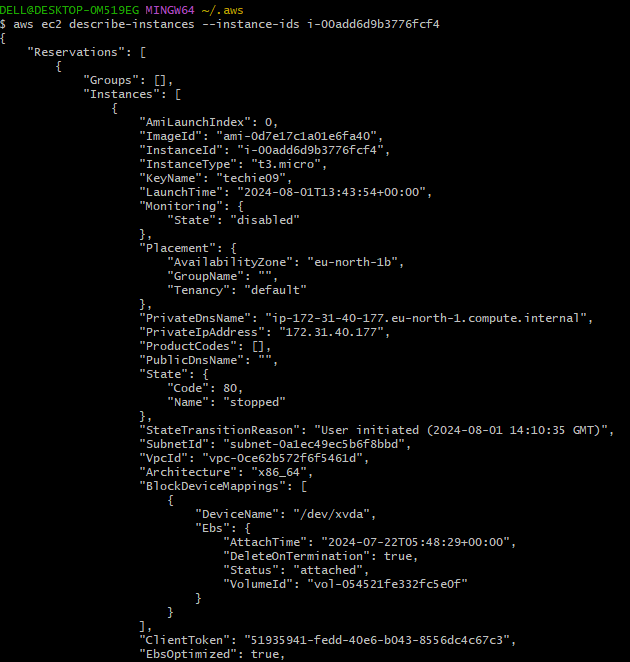 DELL@DESKTOP-OM519EG MINGW64 ~/.aws
$ aws ec2 describe-instances --instance-ids i-00add6d9b3776fcf4
{
    "Reservations": [
        {
            "Groups": [],
            "Instances": [
                {
                    "AmiLaunchIndex": 0,
                    "ImageId": "ami-0d7e17c1a01e6fa40",
                    "InstanceId": "i-00add6d9b3776fcf4",
                    "InstanceType": "t3.micro",
                    "KeyName": "techie09",
                    "LaunchTime": "2024-08-01T13:43:54+00:00",
                    "Monitoring": {
                        "State": "disabled"
                    },
                    "Placement": {
                        "AvailabilityZone": "eu-north-1b",
                        "GroupName": "",
                        "Tenancy": "default"
                    },
                    "PrivateDnsName": "ip-172-31-40-177.eu-north-1.compute.internal",
                    "PrivateIpAddress": "172.31.40.177",
                    "ProductCodes": [],
                    "PublicDnsName": "",
                    "State": {
                        "Code": 80,
                        "Name": "stopped"
                    },
                    "StateTransitionReason": "User initiated (2024-08-01 14:10:35 GMT)",
                    "SubnetId": "subnet-0a1ec49ec5b6f8bbd",
                    "VpcId": "vpc-0ce62b572f6f5461d",
                    "Architecture": "x86_64",
                    "BlockDeviceMappings": [
                        {
                            "DeviceName": "/dev/xvda",
                            "Ebs": {
                                "AttachTime": "2024-07-22T05:48:29+00:00",
                                "DeleteOnTermination": true,
                                "Status": "attached",
                                "VolumeId": "vol-054521fe332fc5e0f"
                            }
                        }
                    ],
                    "ClientToken": "51935941-fedd-40e6-b043-8556dc4c67c3",
                    "EbsOptimized": true,